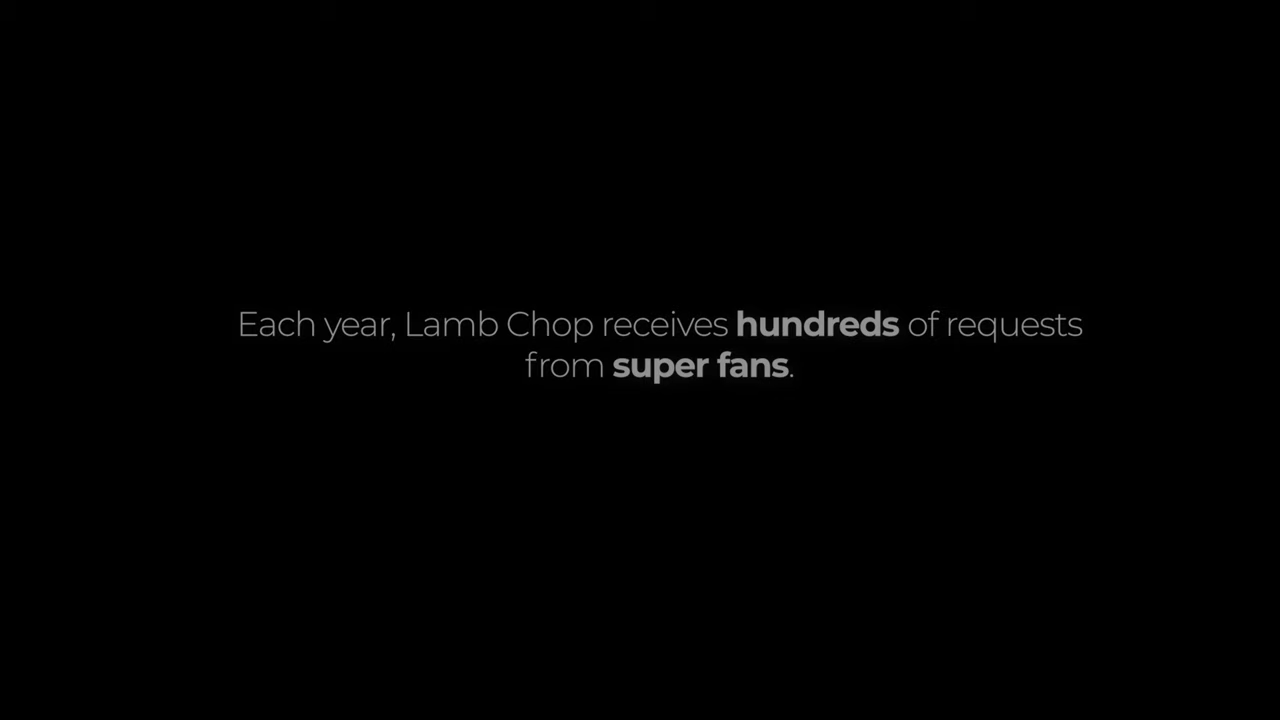 Each year, Lamb Chop receives hundreds of requests
from super fans.